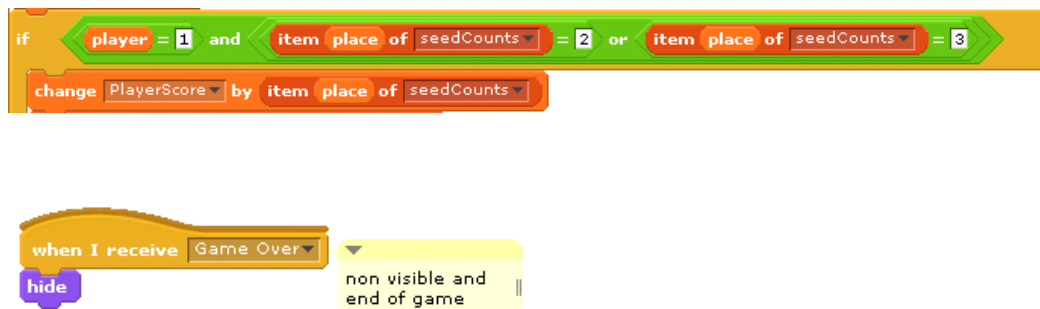 if player = 1 and item place of seedCounts = 2 or item place of seedCounts = 3
change PlayerScore by item place of seedCounts
when I receive Game Over
hide
non visible and
end of game